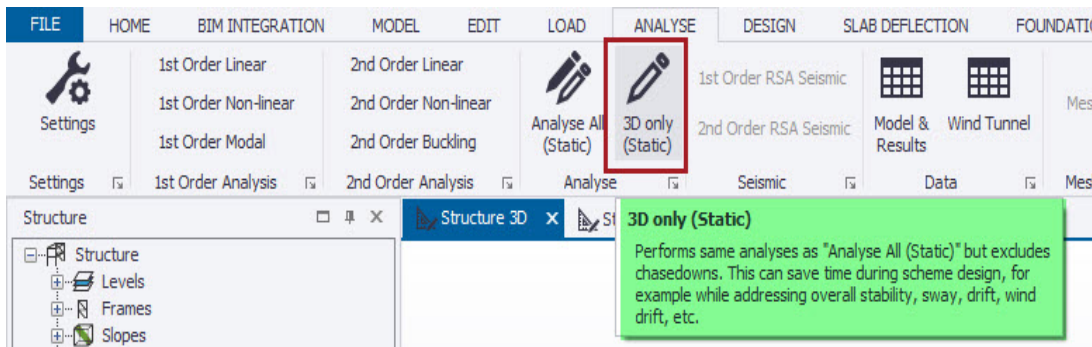 FILE HOME BIM INTEGRATION MODEL EDIT LOAD ANALYSE DESIGN SLAB DEFLECTION FOUNDATI
Settings
1st Order Linear
1st Order Non-linear
1st Order Modal
2nd Order Linear
2nd Order Non-linear
2nd Order Buckling
Analyse All
(Static)
3D only
(Static)
1st Order RSA Seismic
2nd Order RSA Seismic
Model &
Results
Wind Tunnel
Mes
Settings 1st Order Analysis 2nd Order Analysis Analyse Seismic Data Mes
Structure
Structure 3D
St
3D only (Static)
Performs same analyses as "Analyse All (Static)" but excludes
chasedowns. This can save time during scheme design, for
example while addressing overall stability, sway, drift, wind
drift, etc.
Structure
Levels
Frames
Slopes